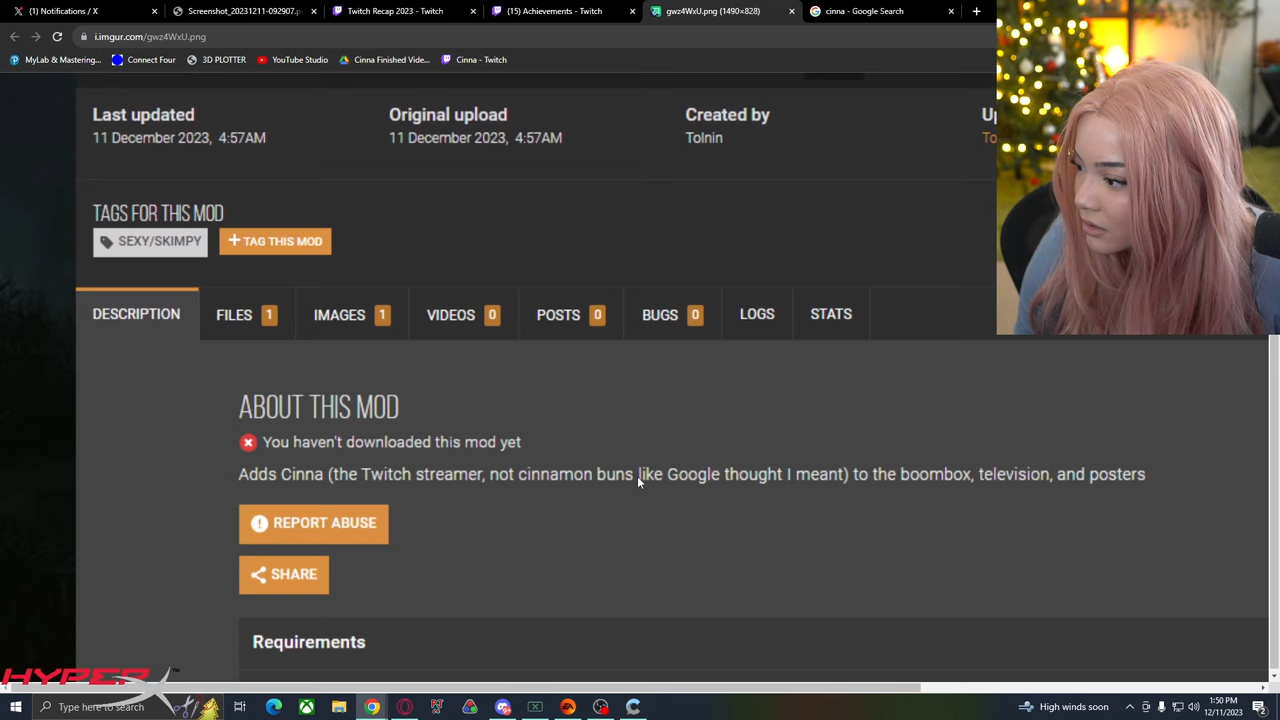 (1) Notifications / X
Screenshot_20231211-092907.p
Twitch Recap 2023 - Twitch
(15) Achievements - Twitch
gwz4WxU.png (1490×828)
cinna - Google Search
i.imgur.com/gwz4WxU.png
MyLab & Mastering...
Connect Four
3D PLOTTER
YouTube Studio
Cinna Finished Vide...
Cinna - Twitch
Last updated
11 December 2023, 4:57AM
Original upload
11 December 2023, 4:57AM
Created by
Tolnin
Up
To
TAGS FOR THIS MOD
SEXY/SKIMPY
+ TAG THIS MOD
DESCRIPTION
FILES 1
IMAGES 1
VIDEOS 0
POSTS 0
BUGS 0
LOGS
STATS
ABOUT THIS MOD
You haven't downloaded this mod yet
Adds Cinna (the Twitch streamer, not cinnamon buns like Google thought I meant) to the boombox, television, and posters
REPORT ABUSE
SHARE
Requirements
HYPERX™
Type here to search
High winds soon
1:50 PM
12/11/2023